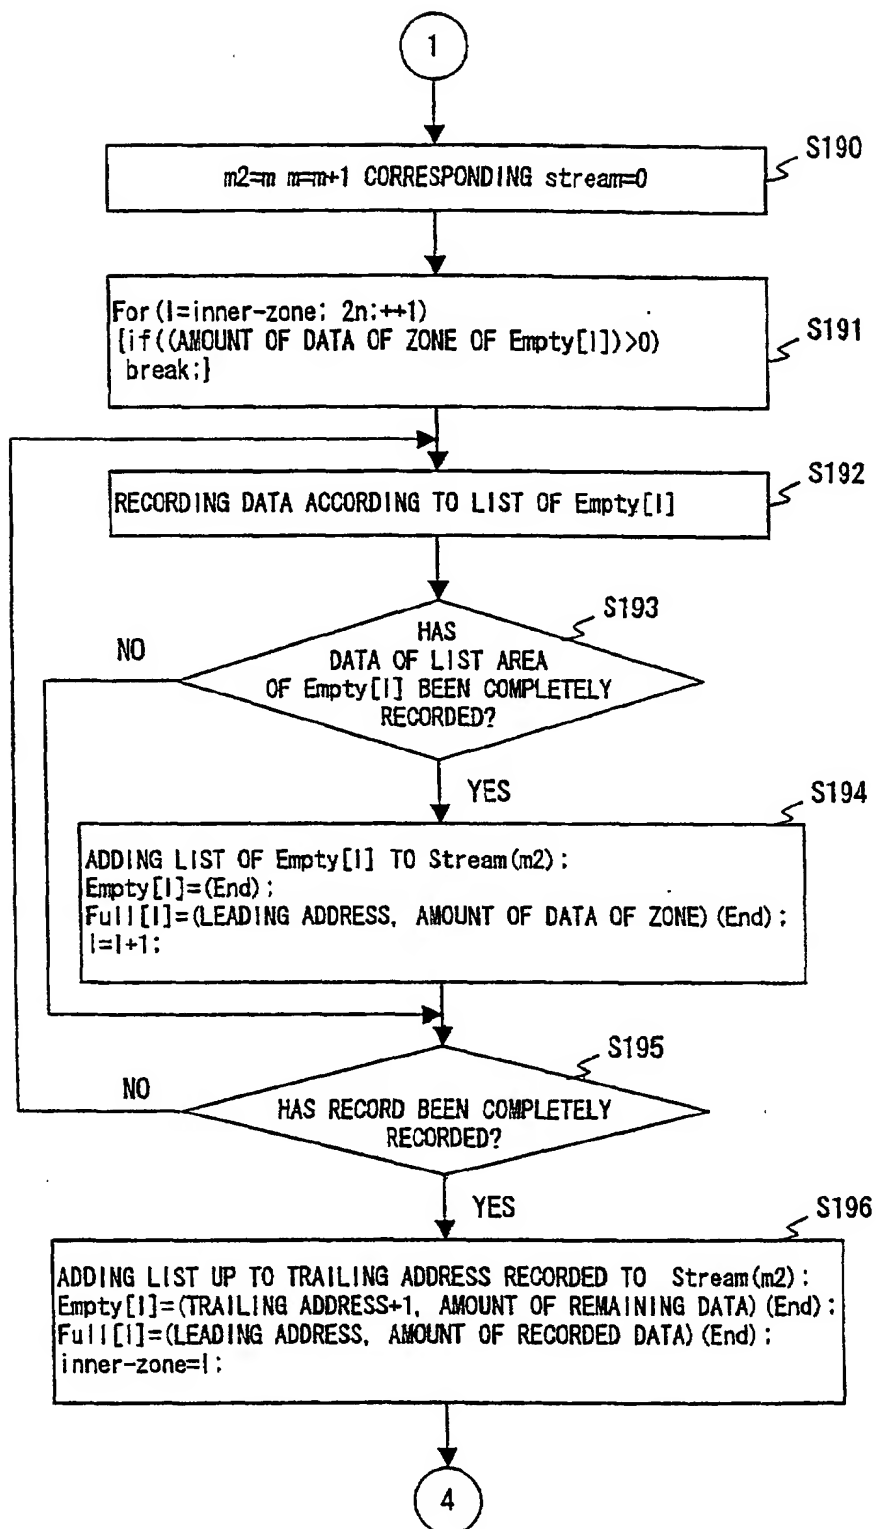 1
S190
m2=m m=m+1 CORRESPONDING stream=0
S191
For(l=inner-zone; 2n;++l)
{if((AMOUNT OF DATA OF ZONE OF Empty[l])>0)
break;}
S192
RECORDING DATA ACCORDING TO LIST OF Empty[l]
S193
HAS
DATA OF LIST AREA
OF Empty[l] BEEN COMPLETELY
RECORDED?
NO
YES
S194
ADDING LIST OF Empty[l] TO Stream(m2);
Empty[l]=(End);
Full[l]=(LEADING ADDRESS, AMOUNT OF DATA OF ZONE)(End);
l=l+1;
S195
NO
HAS RECORD BEEN COMPLETELY
RECORDED?
YES
S196
ADDING LIST UP TO TRAILING ADDRESS RECORDED TO Stream(m2);
Empty[l]=(TRAILING ADDRESS+1, AMOUNT OF REMAINING DATA)(End);
Full[l]=(LEADING ADDRESS, AMOUNT OF RECORDED DATA)(End);
inner-zone=l;
4